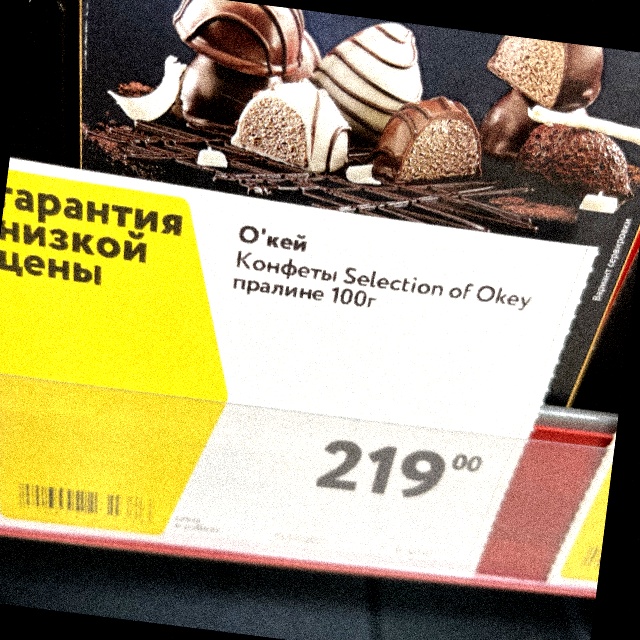 гарантия
низкой
цены
О'кей
Конфеты Selection of Okey
пралине 100г
219 00